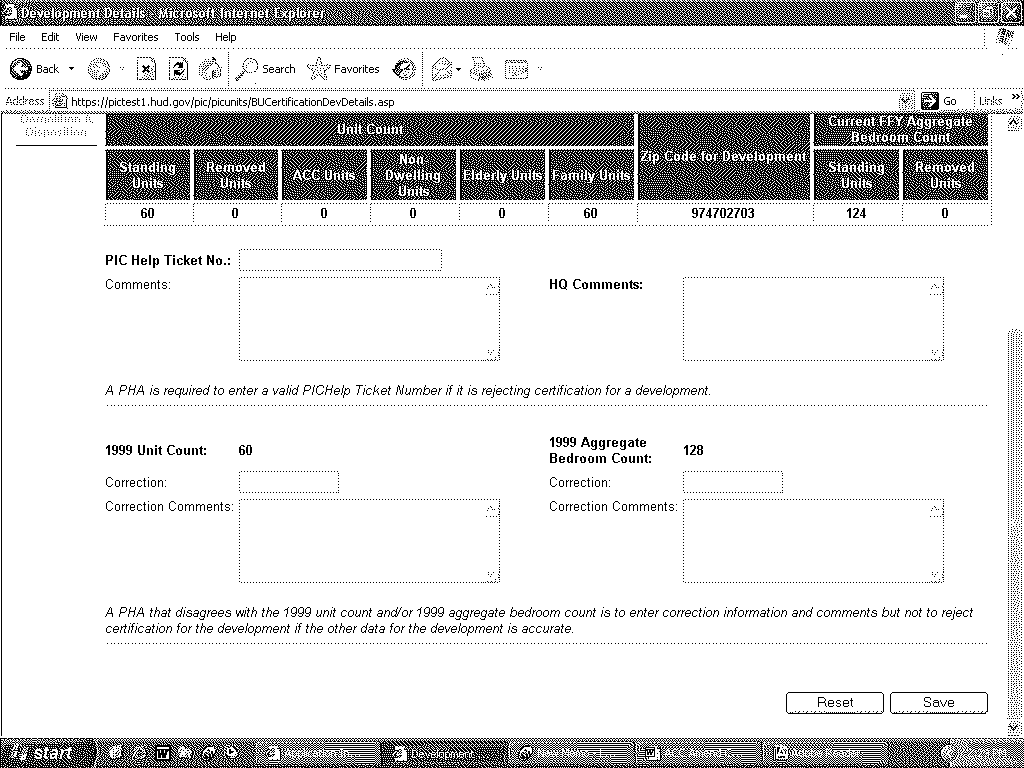 Development Details - Microsoft Internet Explorer
File Edit View Favorites Tools Help
Back Search Favorites
Address https://pictest1.hud.gov/pic/picunits/BUCertificationDevDetails.asp Go Links »
Demolition &
Disposition
Unit Count Zip Code for Development Current FFY Aggregate Bedroom Count
Standing Units Removed Units ACC Units Non Dwelling Units Elderly Units Family Units Standing Units Removed Units
60 0 0 0 0 60 974702703 124 0
PIC Help Ticket No.:
Comments: HQ Comments:
A PHA is required to enter a valid PICHelp Ticket Number if it is rejecting certification for a development.
1999 Unit Count: 60 1999 Aggregate Bedroom Count: 128
Correction: Correction:
Correction Comments: Correction Comments:
A PHA that disagrees with the 1999 unit count and/or 1999 aggregate bedroom count is to enter correction information and comments but not to reject
certification for the development if the other data for the development is accurate.
Reset Save
start